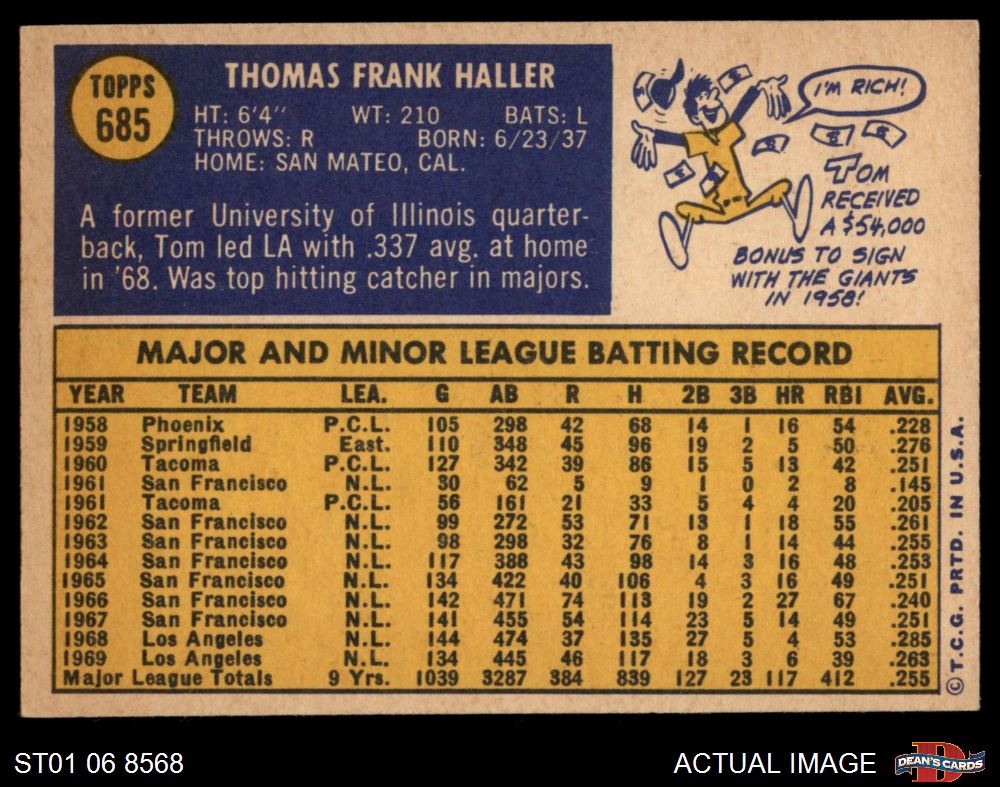 TOPPS
685
THOMAS FRANK HALLER
HT: 6'4" WT: 210 BATS: L
THROWS: R BORN: 6/23/37
HOME: SAN MATEO, CAL.
A former University of Illinois quarter-
back, Tom led LA with .337 avg. at home
in '68. Was top hitting catcher in majors.
I'M RICH!
TOM
RECEIVED
A $54,000
BONUS TO SIGN
WITH THE GIANTS
IN 1958!
MAJOR AND MINOR LEAGUE BATTING RECORD
YEAR TEAM LEA. G AB R H 2B 3B HR RBI AVG.
1958 Phoenix P.C.L. 105 298 42 68 14 1 16 54 .228
1959 Springfield East. 110 348 45 96 19 2 5 50 .276
1960 Tacoma P.C.L. 127 342 39 86 15 5 13 42 .251
1961 San Francisco N.L. 30 62 5 9 1 0 2 8 .145
1961 Tacoma P.C.L. 56 161 21 33 5 4 4 20 .205
1962 San Francisco N.L. 99 272 53 71 13 1 18 55 .261
1963 San Francisco N.L. 98 298 32 76 8 1 14 44 .255
1964 San Francisco N.L. 117 388 43 98 14 3 16 48 .253
1965 San Francisco N.L. 134 422 40 106 4 3 16 49 .251
1966 San Francisco N.L. 142 471 74 113 19 2 27 67 .240
1967 San Francisco N.L. 141 455 54 114 23 5 14 49 .251
1968 Los Angeles N.L. 144 474 37 135 27 5 4 53 .285
1969 Los Angeles N.L. 134 445 46 117 18 3 6 39 .263
Major League Totals 9 Yrs. 1039 3287 384 839 127 23 117 412 .255
© T.C.G. PRTD. IN U.S.A.
ST01 06 8568
ACTUAL IMAGE
DEAN'S CARDS